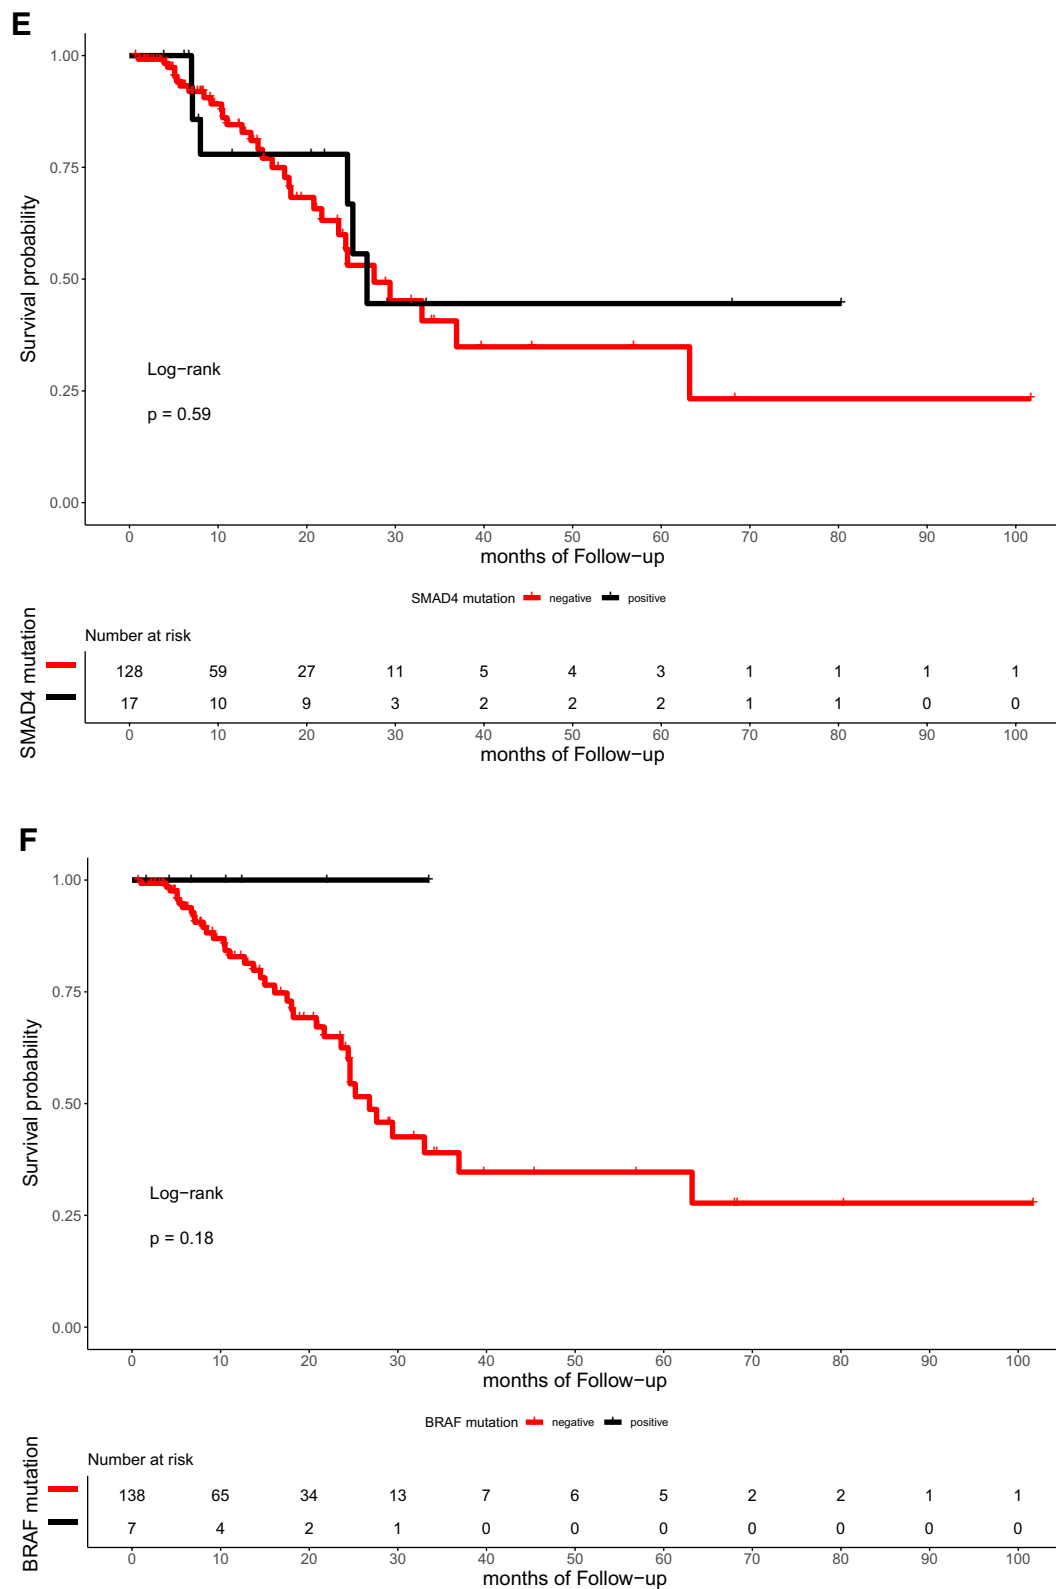 E
1.00
0.75
0.50
0.25
0.00
Survival probability
Log−rank
p = 0.59
0 10 20 30 40 50 60 70 80 90 100
months of Follow−up
SMAD4 mutation negative positive
Number at risk
SMAD4 mutation
128 59 27 11 5 4 3 1 1 1 1
17 10 9 3 2 2 2 1 1 0 0
0 10 20 30 40 50 60 70 80 90 100
months of Follow−up
F
1.00
0.75
0.50
0.25
0.00
Survival probability
Log−rank
p = 0.18
0 10 20 30 40 50 60 70 80 90 100
months of Follow−up
BRAF mutation negative positive
Number at risk
BRAF mutation
138 65 34 13 7 6 5 2 2 1 1
7 4 2 1 0 0 0 0 0 0 0
0 10 20 30 40 50 60 70 80 90 100
months of Follow−up